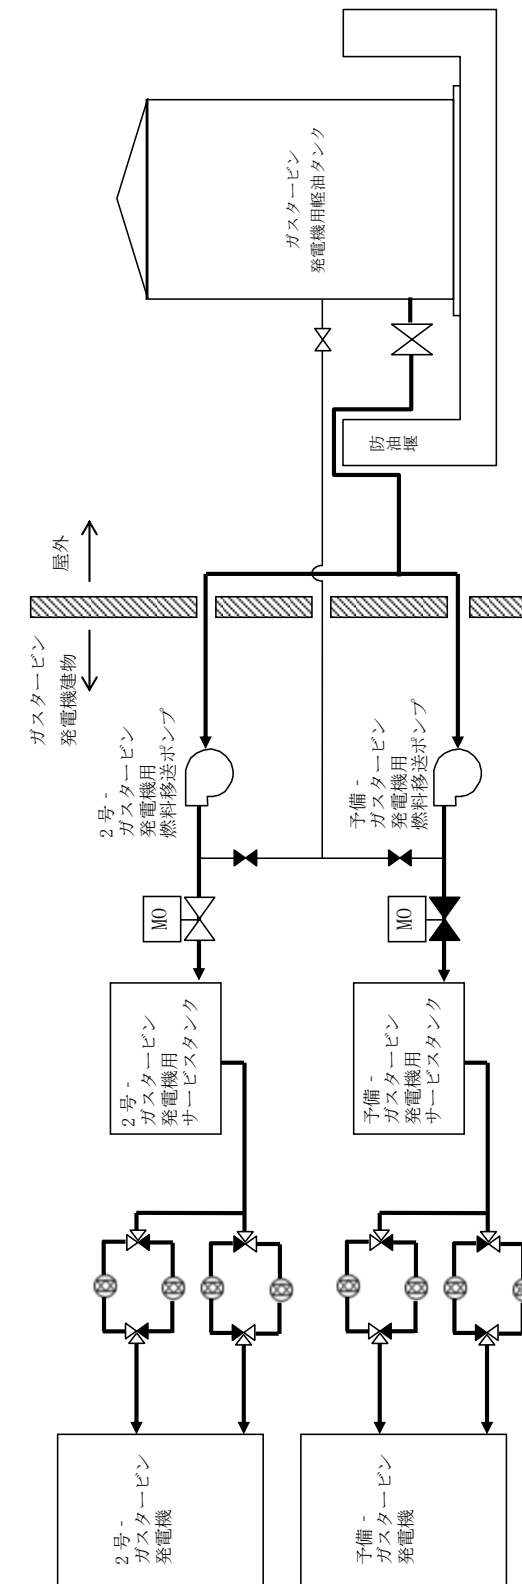 ガスタービン
発電機用軽油タンク
防油堰
屋外
ガスタービン
発電機建物
2号-
ガスタービン
発電機用
燃料移送ポンプ
予備-
ガスタービン
発電機用
燃料移送ポンプ
MO
MO
2号-
ガスタービン
発電機用
サービスタンク
予備-
ガスタービン
発電機用
サービスタンク
2号-
ガスタービン
発電機
予備-
ガスタービン
発電機